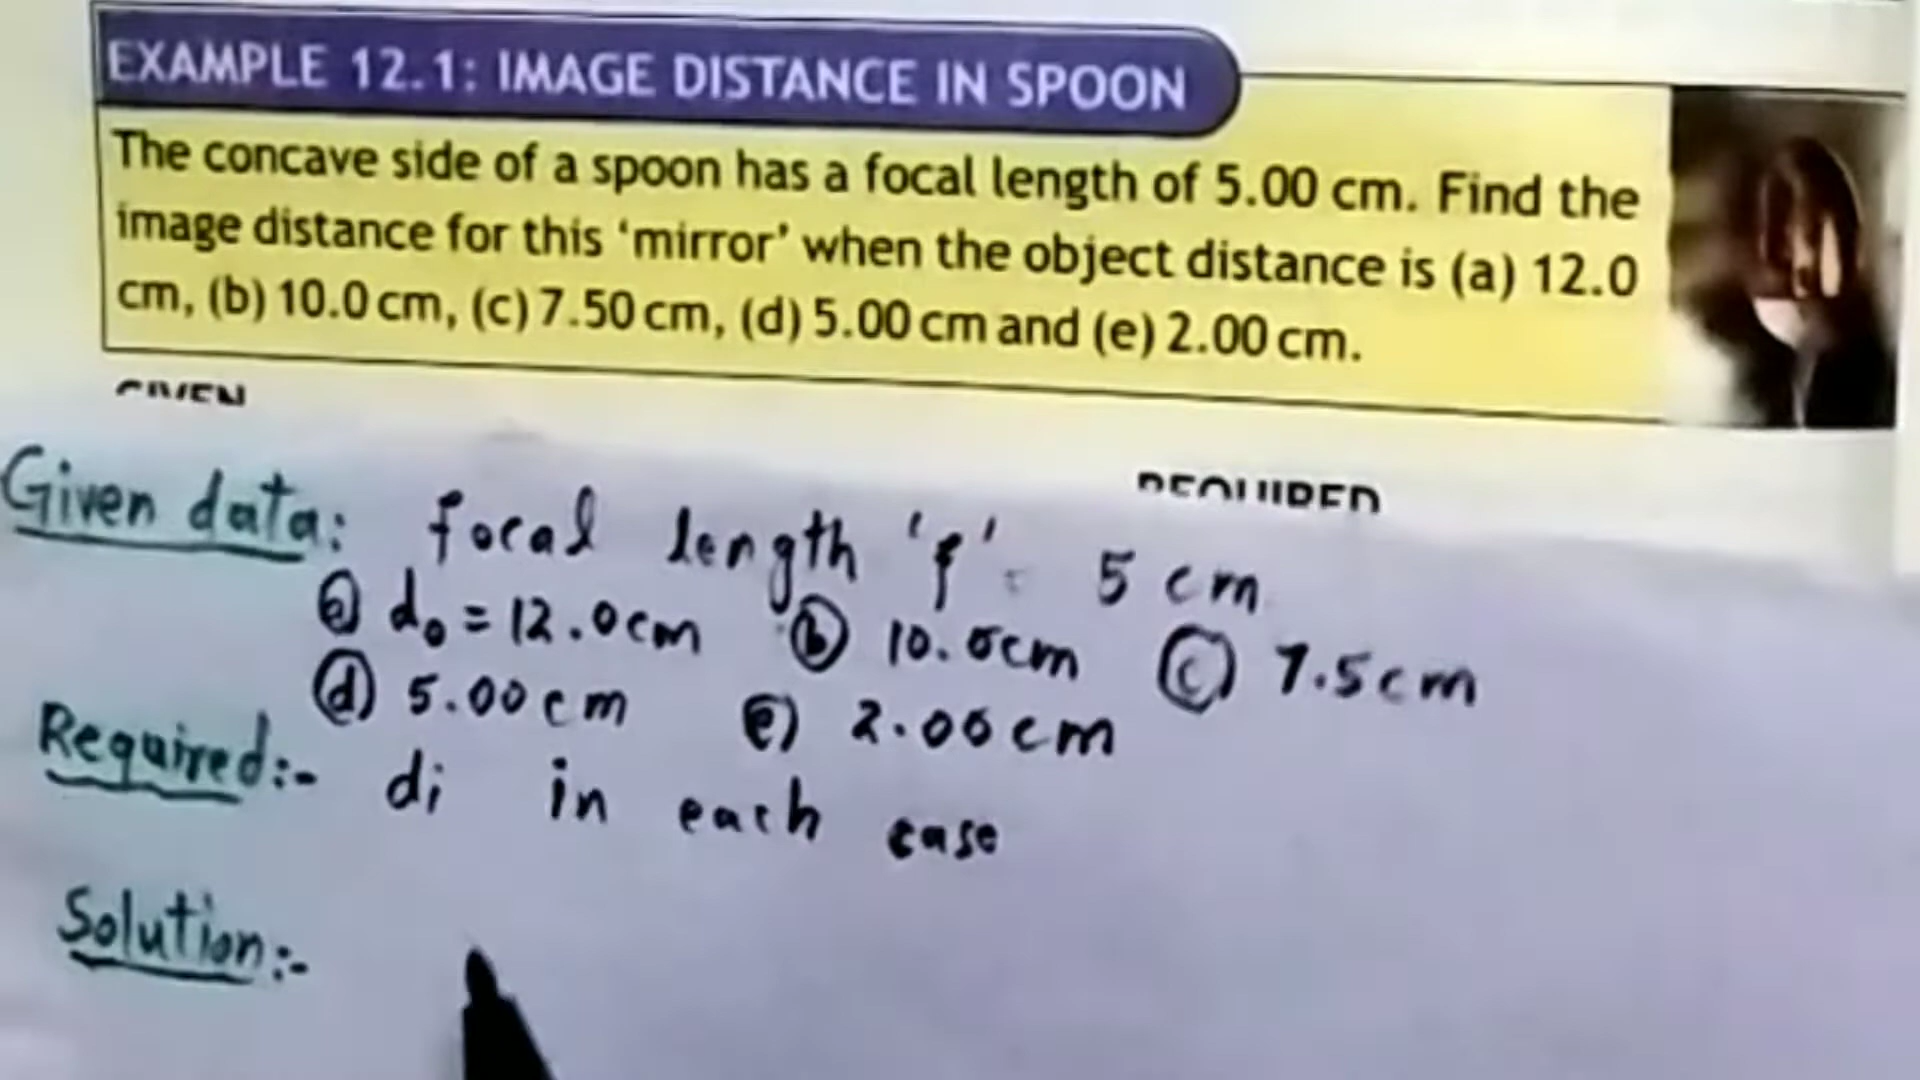 EXAMPLE 12.1: IMAGE DISTANCE IN SPOON
The concave side of a spoon has a focal length of 5.00 cm. Find the
image distance for this ‘mirror’ when the object distance is (a) 12.0
cm, (b) 10.0 cm, (c) 7.50 cm, (d) 5.00 cm and (e) 2.00 cm.
GIVEN
REQUIRED
Given data: focal length 'f' = 5 cm
(a) do = 12.0cm (b) 10.0cm (c) 7.5cm
(d) 5.00cm (e) 2.00cm
Required:- di in each case
Solution:-